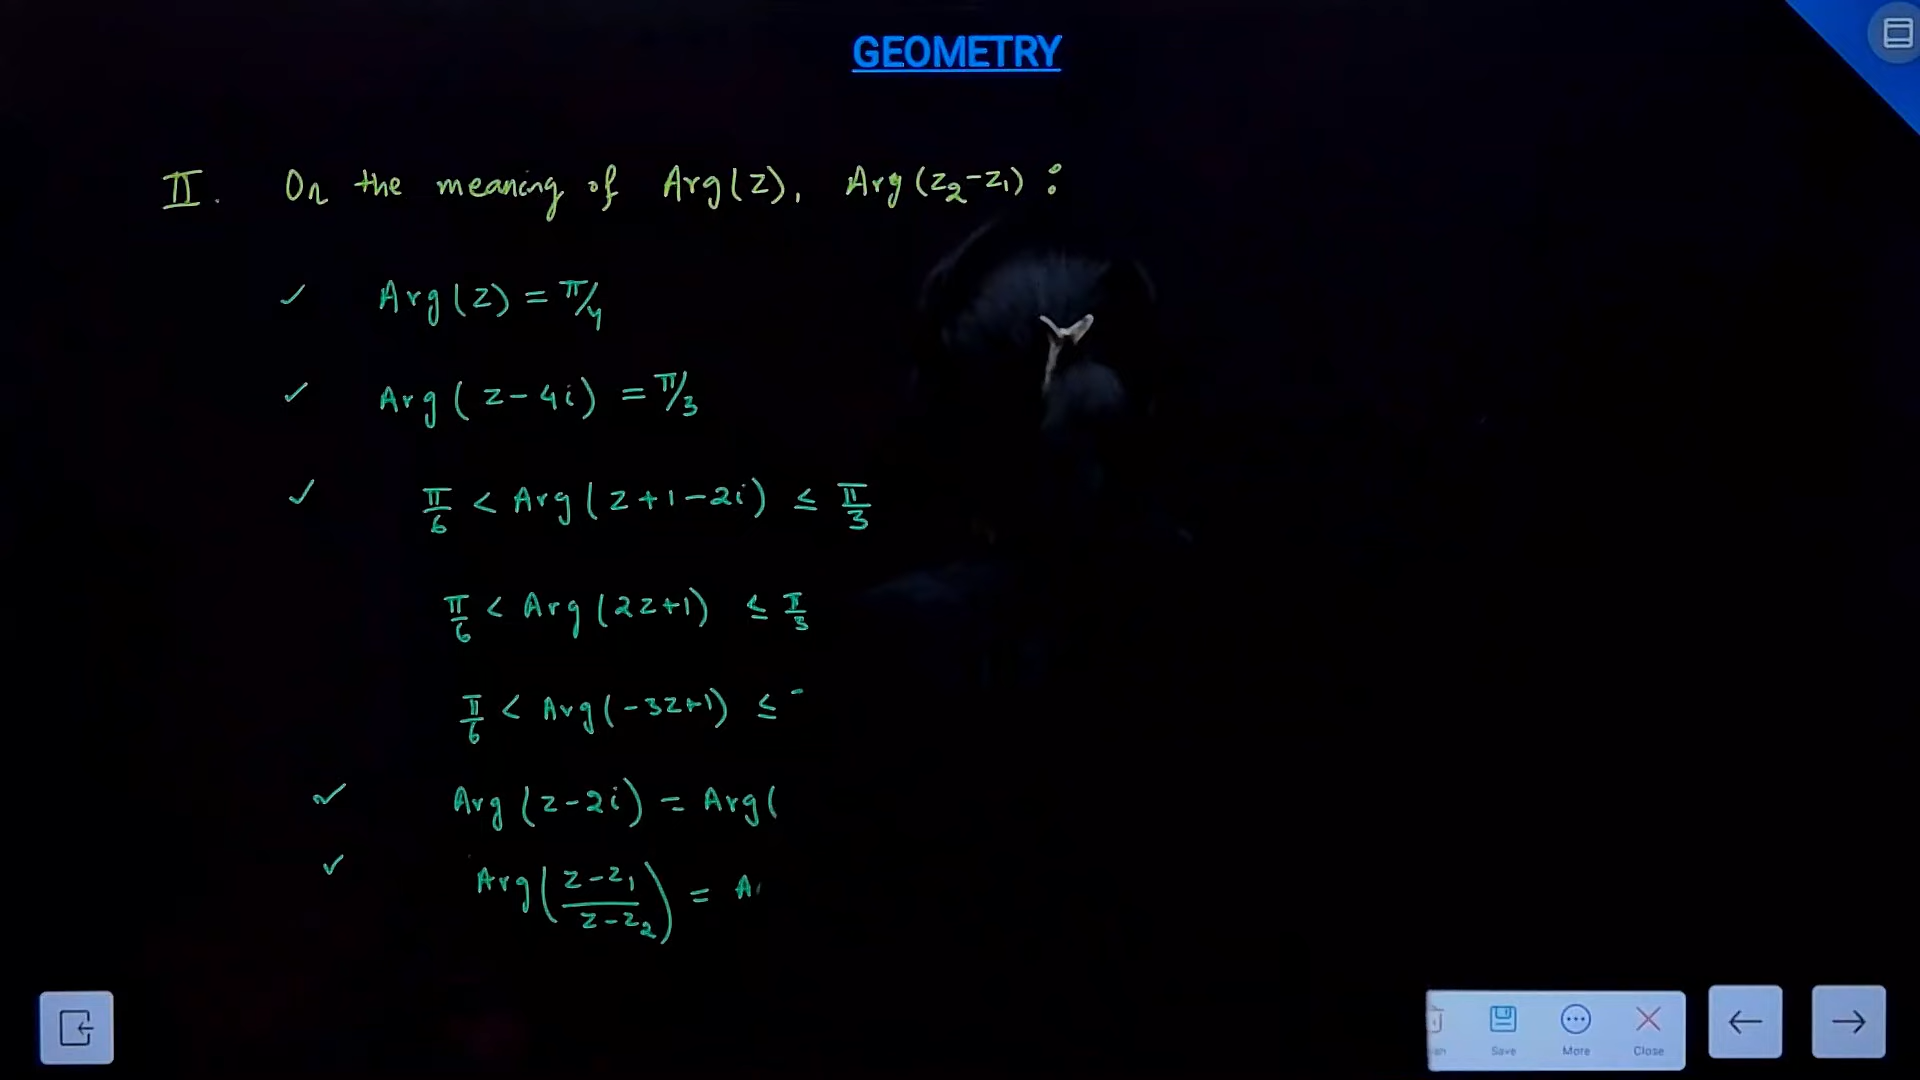 GEOMETRY
II. On the meaning of Arg(z), Arg(z₂-z₁) :
✓ Arg(z) = π/4
✓ Arg(z-4i) = π/3
✓ π/6 < Arg(z+1-2i) ≤ π/3
π/6 < Arg(2z+1) ≤ π/3
π/6 < Arg(-3z+1) ≤ -
✓ Arg(z-2i) = Arg(
✓ Arg((z-z₁)/(z-z₂)) = A
Save More Close